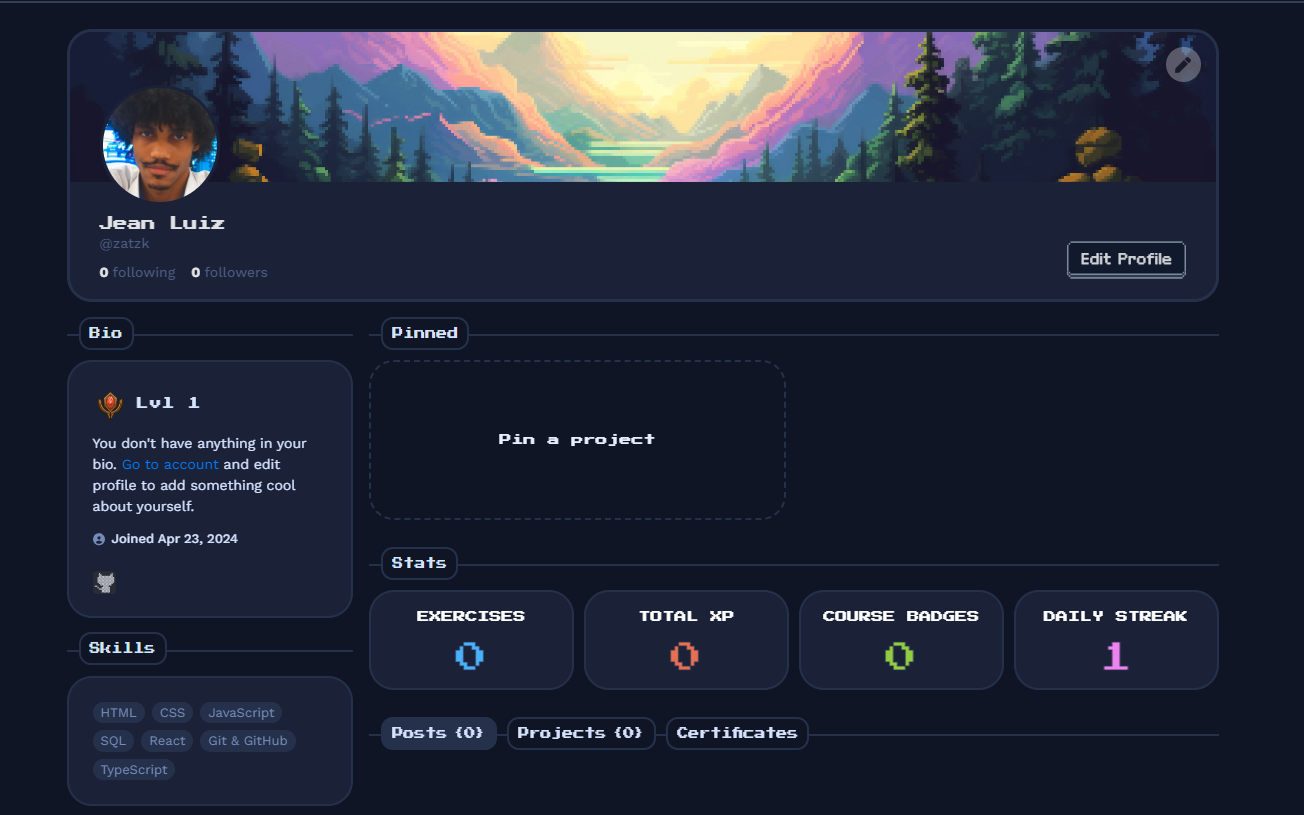 Jean Luiz
@zatzk
0 following 0 followers
Edit Profile
Bio
Lvl 1
You don't have anything in your
bio. Go to account and edit
profile to add something cool
about yourself.
Joined Apr 23, 2024
Skills
HTML CSS JavaScript
SQL React Git & GitHub
TypeScript
Pinned
Pin a project
Stats
EXERCISES
0
TOTAL XP
0
COURSE BADGES
0
DAILY STREAK
1
Posts {0} Projects {0} Certificates